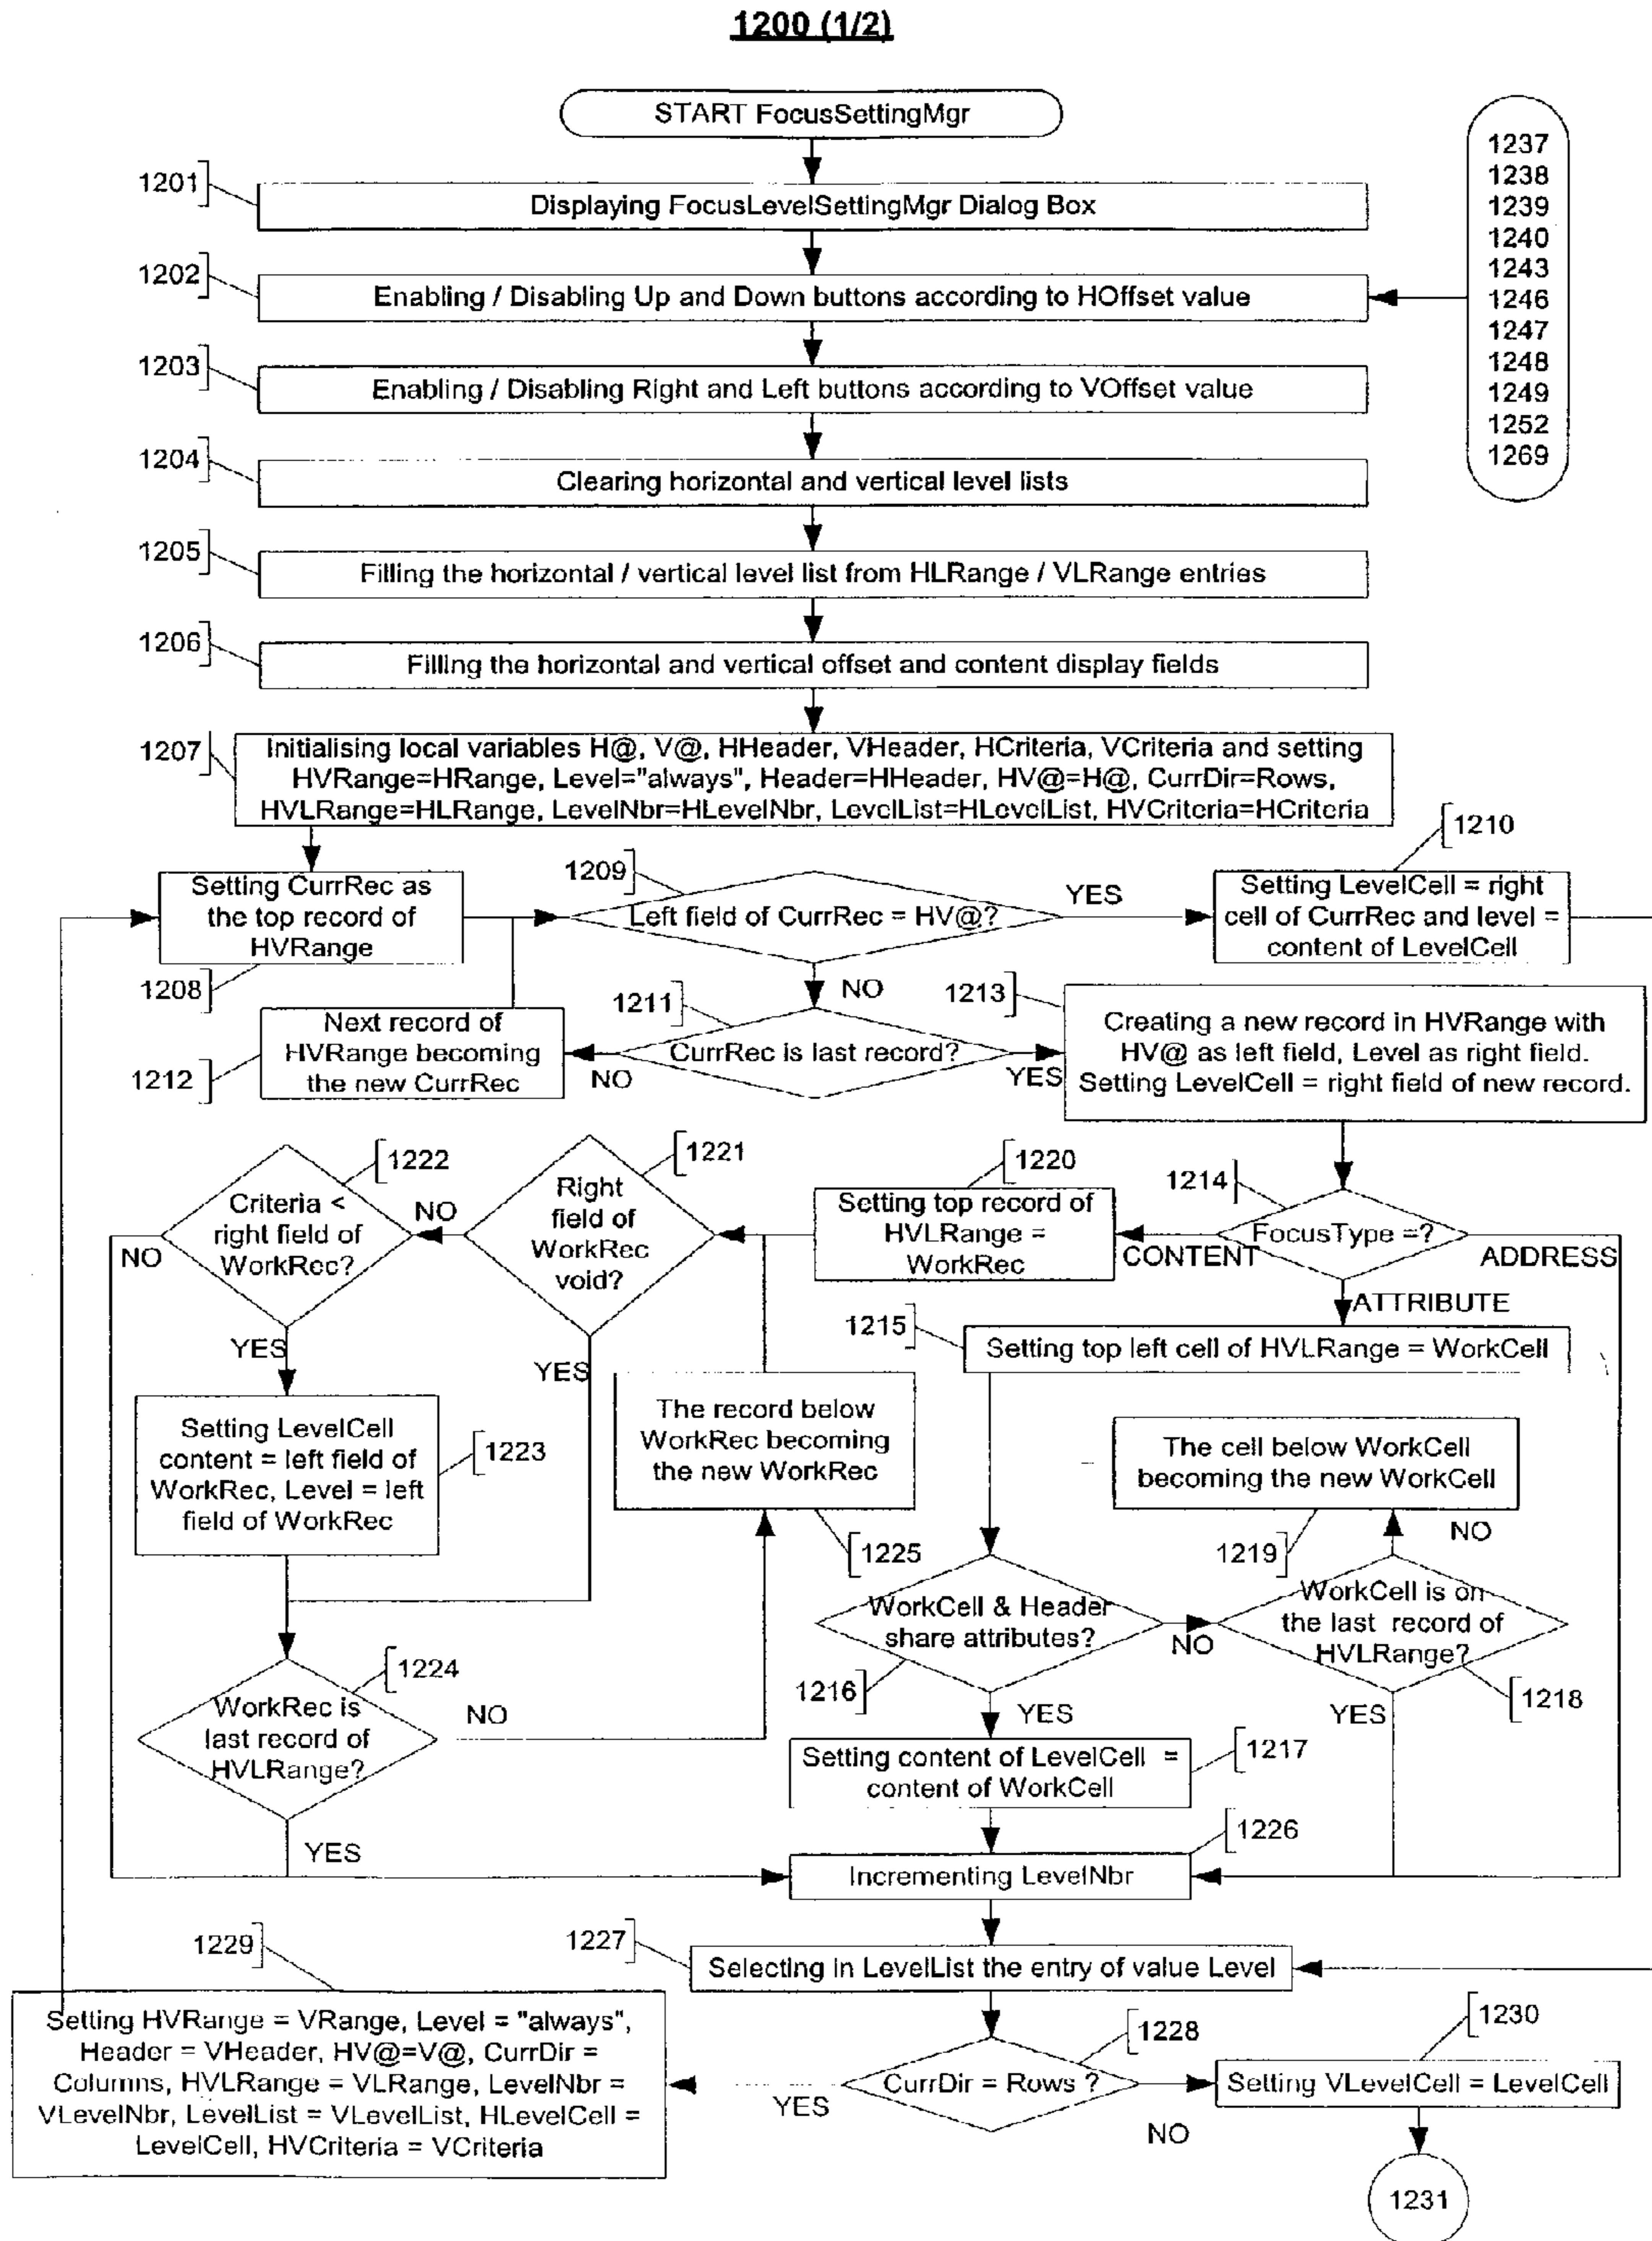 1200 (1/2)
START FocusSettingMgr
1237
1238
1239
1240
1243
1246
1247
1248
1249
1252
1269
1201
Displaying FocusLevelSettingMgr Dialog Box
1202
Enabling / Disabling Up and Down buttons according to HOffset value
1203
Enabling / Disabling Right and Left buttons according to VOffset value
1204
Clearing horizontal and vertical level lists
1205
Filling the horizontal / vertical level list from HLRange / VLRange entries
1206
Filling the horizontal and vertical offset and content display fields
1207
Initialising local variables H@, V@, HHeader, VHeader, HCriteria, VCriteria and setting
HVRange=HRange, Level="always", Header=HHeader, HV@=H@, CurrDir=Rows,
HVLRange=HLRange, LevelNbr=HLevelNbr, LevelList=HLevelList, HVCriteria=HCriteria
Setting CurrRec as
the top record of
HVRange
1208
1209
Left field of CurrRec = HV@?
YES
NO
1210
Setting LevelCell = right
cell of CurrRec and level =
content of LevelCell
1211
CurrRec is last record?
NO
YES
1212
Next record of
HVRange becoming
the new CurrRec
1213
Creating a new record in HVRange with
HV@ as left field, Level as right field.
Setting LevelCell = right field of new record.
1214
FocusType =?
CONTENT
ADDRESS
ATTRIBUTE
1220
Setting top record of
HVLRange =
WorkRec
1221
Right
field of
WorkRec
void?
NO
YES
1222
Criteria <
right field of
WorkRec?
NO
YES
1215
Setting top left cell of HVLRange = WorkCell
1223
Setting LevelCell
content = left field of
WorkRec, Level = left
field of WorkRec
1225
The record below
WorkRec becoming
the new WorkRec
1219
The cell below WorkCell
becoming the new WorkCell
NO
1216
WorkCell & Header
share attributes?
NO
YES
1218
WorkCell is on
the last record of
HVLRange?
YES
1224
WorkRec is
last record of
HVLRange?
NO
YES
1217
Setting content of LevelCell =
content of WorkCell
1226
Incrementing LevelNbr
1227
Selecting in LevelList the entry of value Level
1228
CurrDir = Rows ?
YES
NO
1229
Setting HVRange = VRange, Level = "always",
Header = VHeader, HV@=V@, CurrDir =
Columns, HVLRange = VLRange, LevelNbr =
VLevelNbr, LevelList = VLevelList, HLevelCell =
LevelCell, HVCriteria = VCriteria
1230
Setting VLevelCell = LevelCell
1231